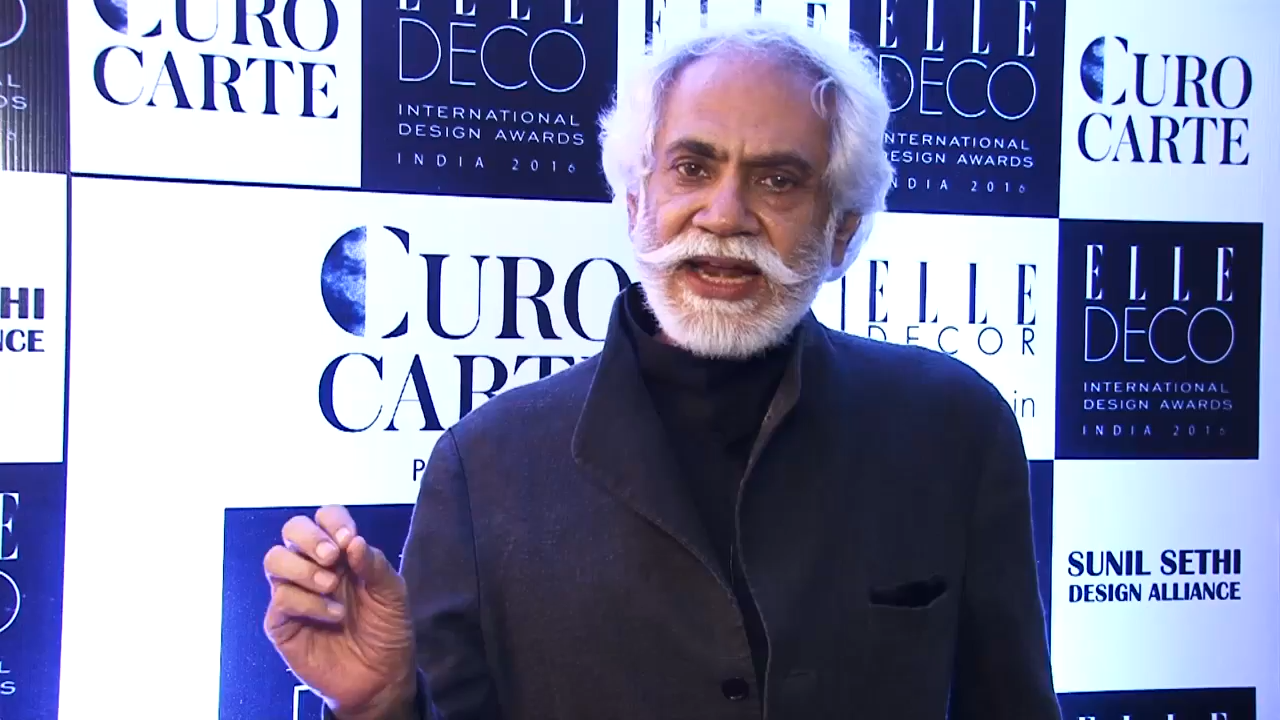 CURO
CARTE
ELLE
DECO
INTERNATIONAL
DESIGN AWARDS
INDIA 2016
ELLE
DECO
INTERNATIONAL
DESIGN AWARDS
INDIA 2016
CURO
CARTE
CURO
ELLE
DECOR
in
ELLE
DECO
INTERNATIONAL
DESIGN AWARDS
INDIA 2016
SUNIL SETHI
DESIGN ALLIANCE